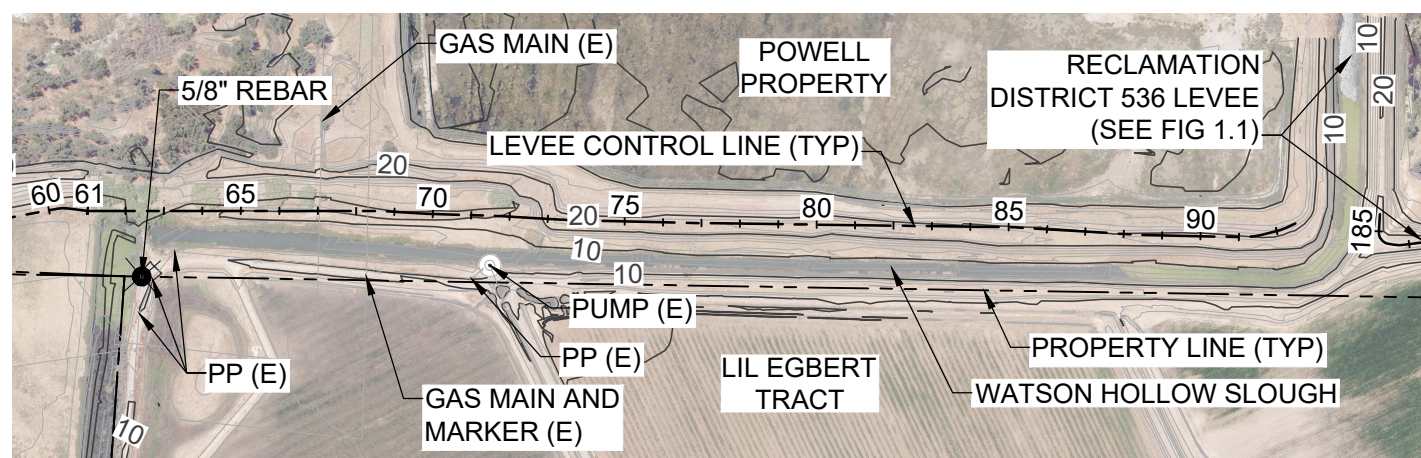 GAS MAIN (E)
POWELL
PROPERTY
RECLAMATION
DISTRICT 536 LEVEE
(SEE FIG 1.1)
10
20
5/8" REBAR
10
LEVEE CONTROL LINE (TYP)
20
60
61
65
70
20
75
80
85
90
185
10
10
PUMP (E)
PP (E)
PP (E)
LIL EGBERT
TRACT
PROPERTY LINE (TYP)
WATSON HOLLOW SLOUGH
GAS MAIN AND
MARKER (E)
10